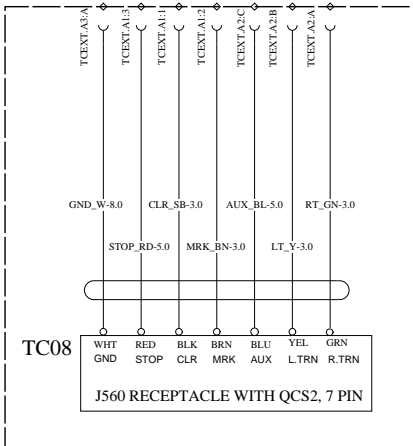 TCEXT.A3:A
TCEXT.A1:3
TCEXT.A1:1
TCEXT.A1:2
TCEXT.A2:C
TCEXT.A2:B
TCEXT.A2:A
GND_W-8.0 CLR_SB-3.0 AUX_BL-5.0 RT_GN-3.0
STOP_RD-5.0 MRK_BN-3.0 LT_Y-3.0
TC08
WHT RED BLK BRN BLU YEL GRN
GND STOP CLR MRK AUX L.TRN R.TRN
J560 RECEPTACLE WITH QCS2, 7 PIN